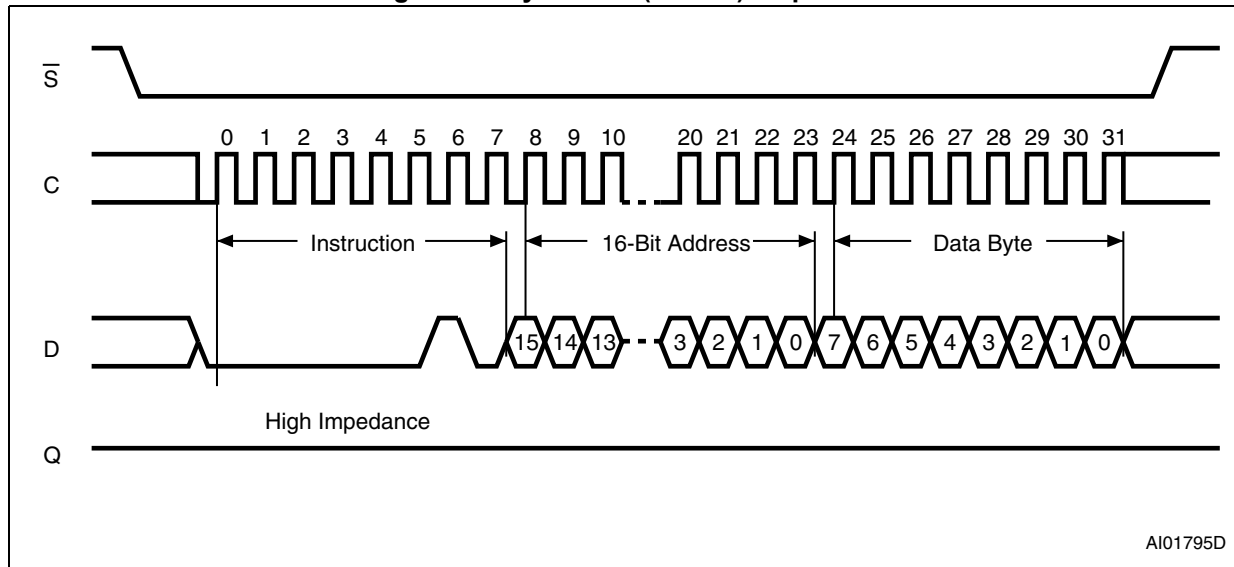 S
0 1 2 3 4 5 6 7 8 9 10 20 21 22 23 24 25 26 27 28 29 30 31
C
Instruction 16-Bit Address Data Byte
D 15 14 13 3 2 1 0 7 6 5 4 3 2 1 0
High Impedance
Q
AI01795D